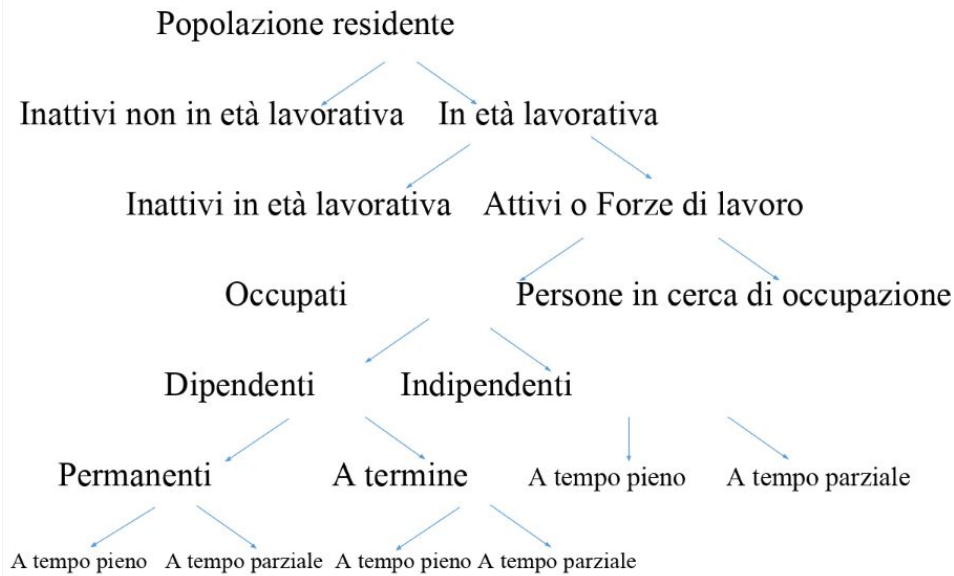 Popolazione residente
Inattivi non in età lavorativa In età lavorativa
Inattivi in età lavorativa Attivi o Forze di lavoro
Occupati Persone in cerca di occupazione
Dipendenti Indipendenti
Permanenti A termine A tempo pieno A tempo parziale
A tempo pieno A tempo parziale A tempo pieno A tempo parziale